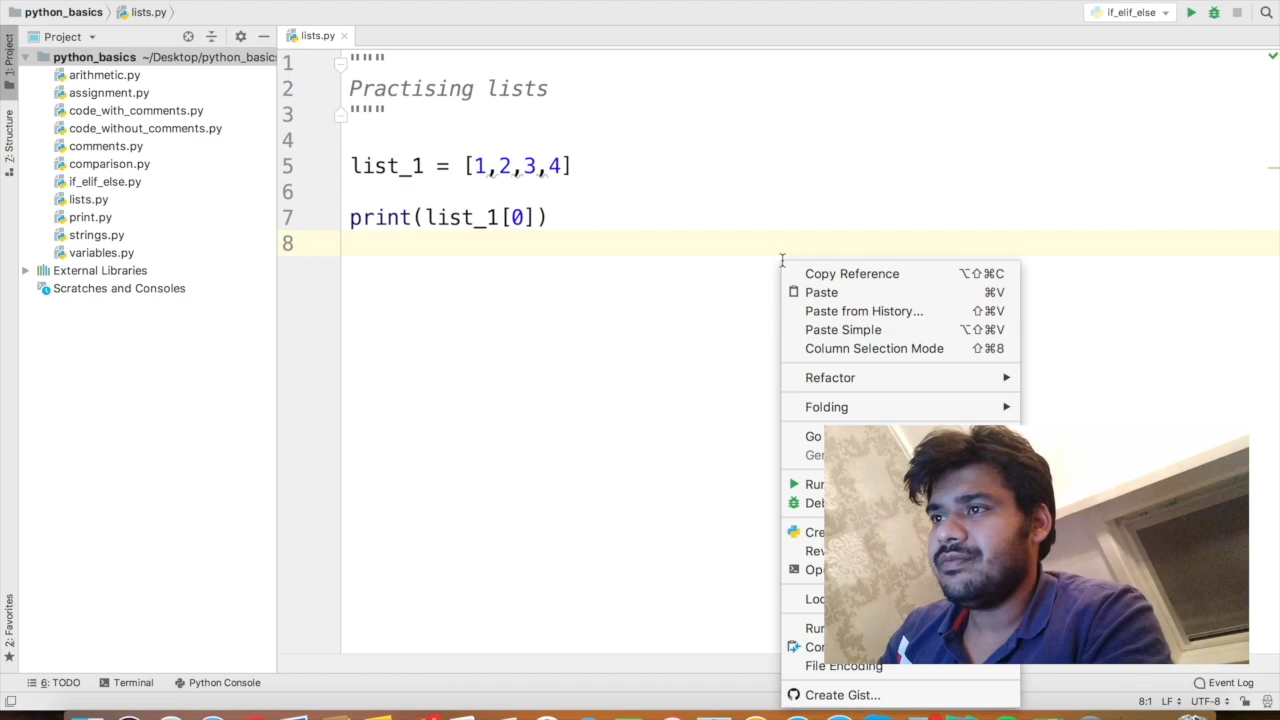 python_basics lists.py
if_elif_else
1: Project
Project
lists.py
python_basics ~/Desktop/python_basics
arithmetic.py
assignment.py
code_with_comments.py
code_without_comments.py
comments.py
comparison.py
if_elif_else.py
lists.py
print.py
strings.py
variables.py
External Libraries
Scratches and Consoles
Z: Structure
2: Favorites
1 """
2 Practising lists
3 """
4
5 list_1 = [1,2,3,4]
6
7 print(list_1[0])
8
Copy Reference ⌥⇧⌘C
Paste ⌘V
Paste from History... ⇧⌘V
Paste Simple ⌥⇧⌘V
Column Selection Mode ⇧⌘8
Refactor
Folding
Go
Ger
Run
Deb
Cre
Rev
Op
Loc
Run
Cor
File Encoding
Create Gist...
6: TODO Terminal Python Console
Event Log
8:1 LF UTF-8